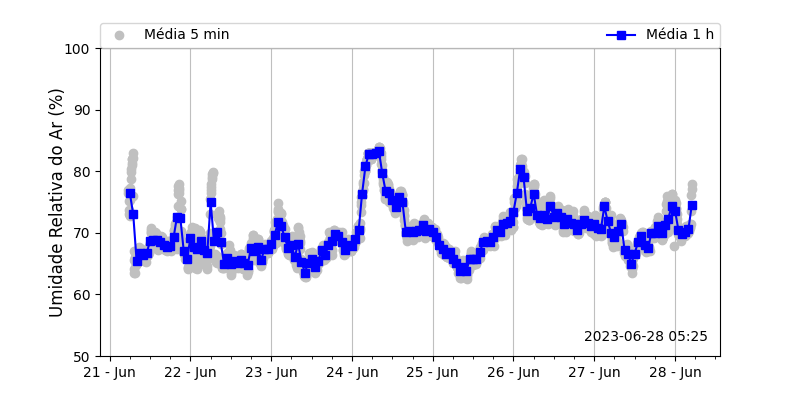 Média 5 min
Média 1 h
Umidade Relativa do Ar (%)
100
90
80
70
60
50
2023-06-28 05:25
21 - Jun
22 - Jun
23 - Jun
24 - Jun
25 - Jun
26 - Jun
27 - Jun
28 - Jun